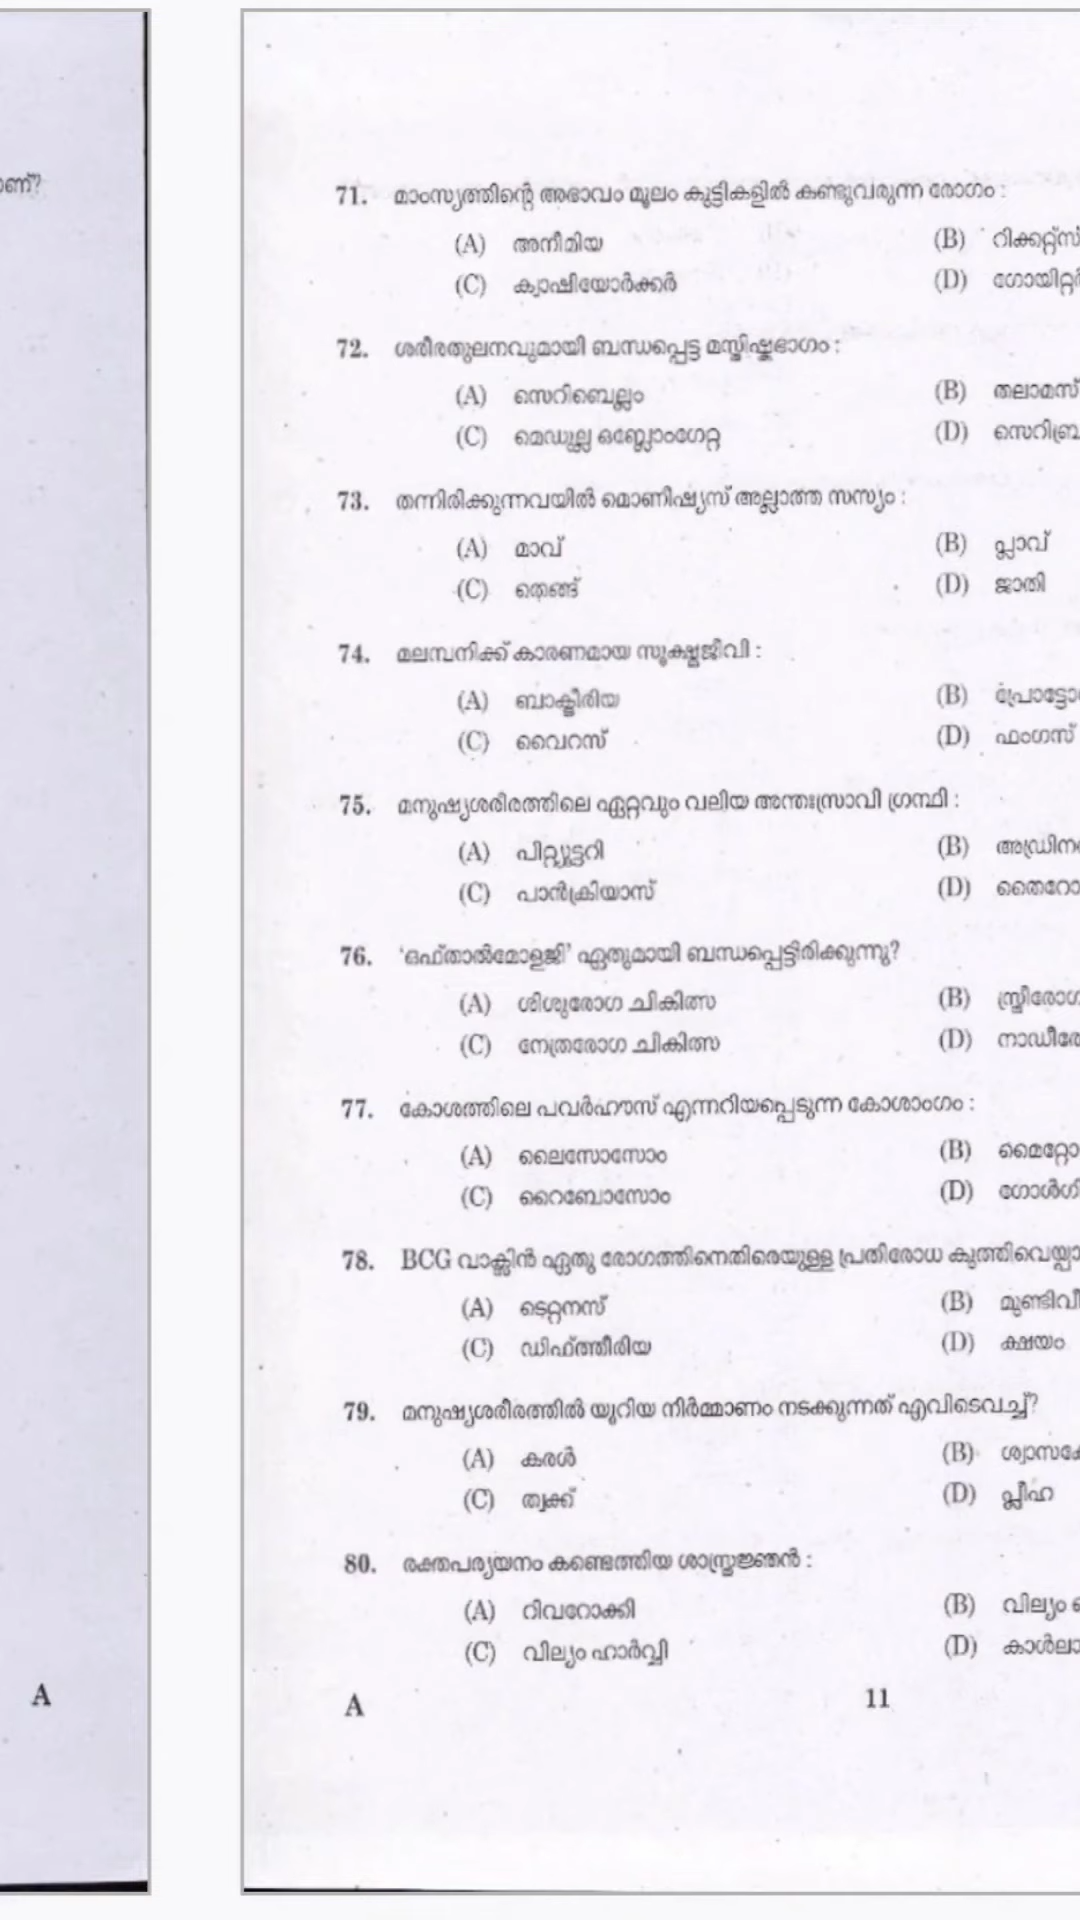 ാണ്?
71. മാംസ്യത്തിന്റെ അഭാവം മൂലം കുട്ടികളിൽ കണ്ടുവരുന്ന രോഗം :
(A) അനീമിയ (B) റിക്കറ്റ്സ്
(C) ക്വാഷിയോർക്കർ (D) ഗോയിറ്റർ
72. ശരീരതുലനവുമായി ബന്ധപ്പെട്ട മസ്തിഷ്കഭാഗം :
(A) സെറിബെല്ലം (B) തലാമസ്
(C) മെഡുല്ല ഒബ്ലോംഗേറ്റ (D) സെറിബ്ര
73. തന്നിരിക്കുന്നവയിൽ മൊണീഷ്യസ് അല്ലാത്ത സസ്യം :
(A) മാവ് (B) പ്ലാവ്
(C) തെങ്ങ് (D) ജാതി
74. മലമ്പനിക്ക് കാരണമായ സൂക്ഷ്മജീവി :
(A) ബാക്ടീരിയ (B) പ്രോട്ടോ
(C) വൈറസ് (D) ഫംഗസ്
75. മനുഷ്യശരീരത്തിലെ ഏറ്റവും വലിയ അന്തഃസ്രാവി ഗ്രന്ഥി :
(A) പിറ്റ്യൂട്ടറി (B) അഡ്രിന
(C) പാൻക്രിയാസ് (D) തൈറോ
76. ‘ഒഫ്താൽമോളജി’ ഏതുമായി ബന്ധപ്പെട്ടിരിക്കുന്നു?
(A) ശിശുരോഗ ചികിത്സ (B) സ്ത്രീരോഗ
(C) നേത്രരോഗ ചികിത്സ (D) നാഡീരോ
77. കോശത്തിലെ പവർഹൗസ് എന്നറിയപ്പെടുന്ന കോശാംഗം :
(A) ലൈസോസോം (B) മൈറ്റോ
(C) റൈബോസോം (D) ഗോൾഗി
78. BCG വാക്സിൻ ഏതു രോഗത്തിനെതിരെയുള്ള പ്രതിരോധ കുത്തിവെയ്പാ
(A) ടെറ്റനസ് (B) മുണ്ടിവീ
(C) ഡിഫ്ത്തീരിയ (D) ക്ഷയം
79. മനുഷ്യശരീരത്തിൽ യൂറിയ നിർമ്മാണം നടക്കുന്നത് എവിടെവച്ച്?
(A) കരൾ (B) ശ്വാസകോ
(C) ത്വക്ക് (D) പ്ലീഹ
80. രക്തപര്യയനം കണ്ടെത്തിയ ശാസ്ത്രജ്ഞൻ :
(A) റിവറോക്കി (B) വില്യം
(C) വില്യം ഹാർവ്വി (D) കാൾലാ
A
A 11